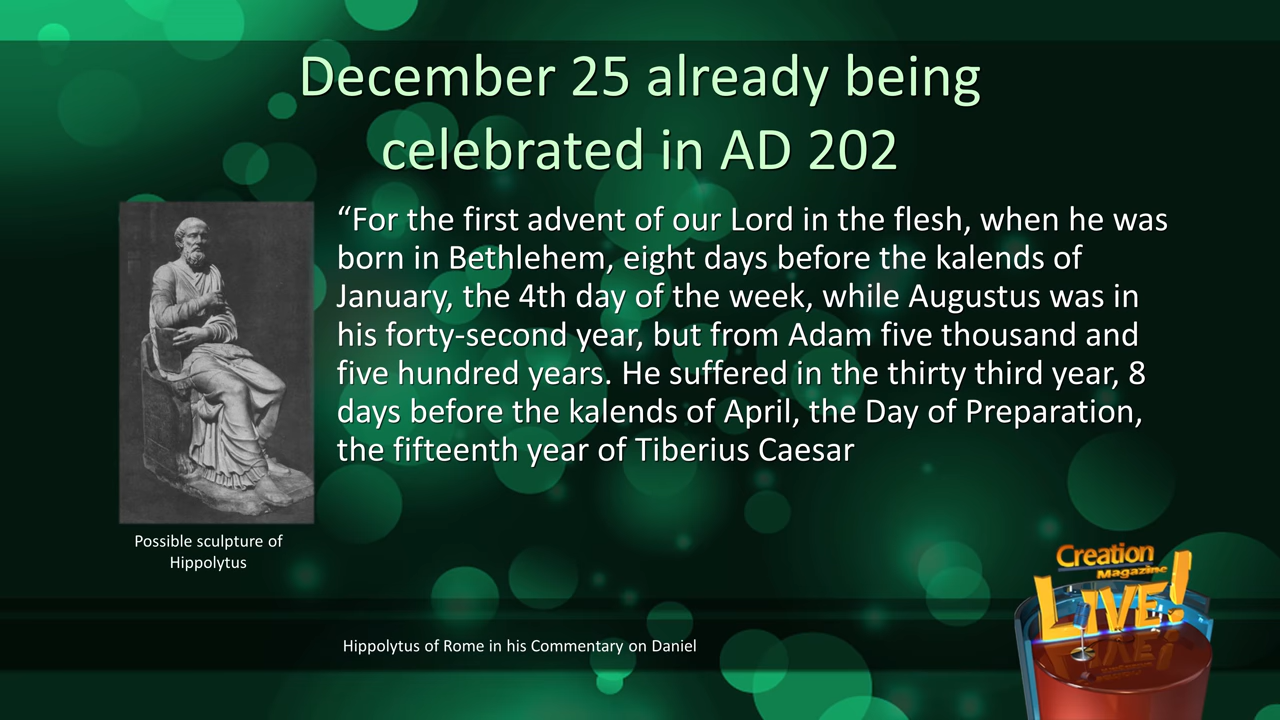 December 25 already being
celebrated in AD 202
“For the first advent of our Lord in the flesh, when he was
born in Bethlehem, eight days before the kalends of
January, the 4th day of the week, while Augustus was in
his forty-second year, but from Adam five thousand and
five hundred years. He suffered in the thirty third year, 8
days before the kalends of April, the Day of Preparation,
the fifteenth year of Tiberius Caesar
Possible sculpture of
Hippolytus
Hippolytus of Rome in his Commentary on Daniel
Creation
Magazine
LIVE!